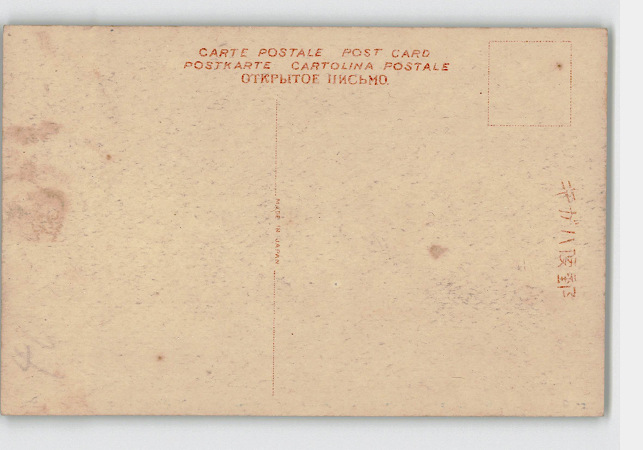 CARTE POSTALE POST CARD
POSTKARTE CARTOLINA POSTALE
ОТКРЫТОЕ ПИСЬМО.
MADE IN JAPAN